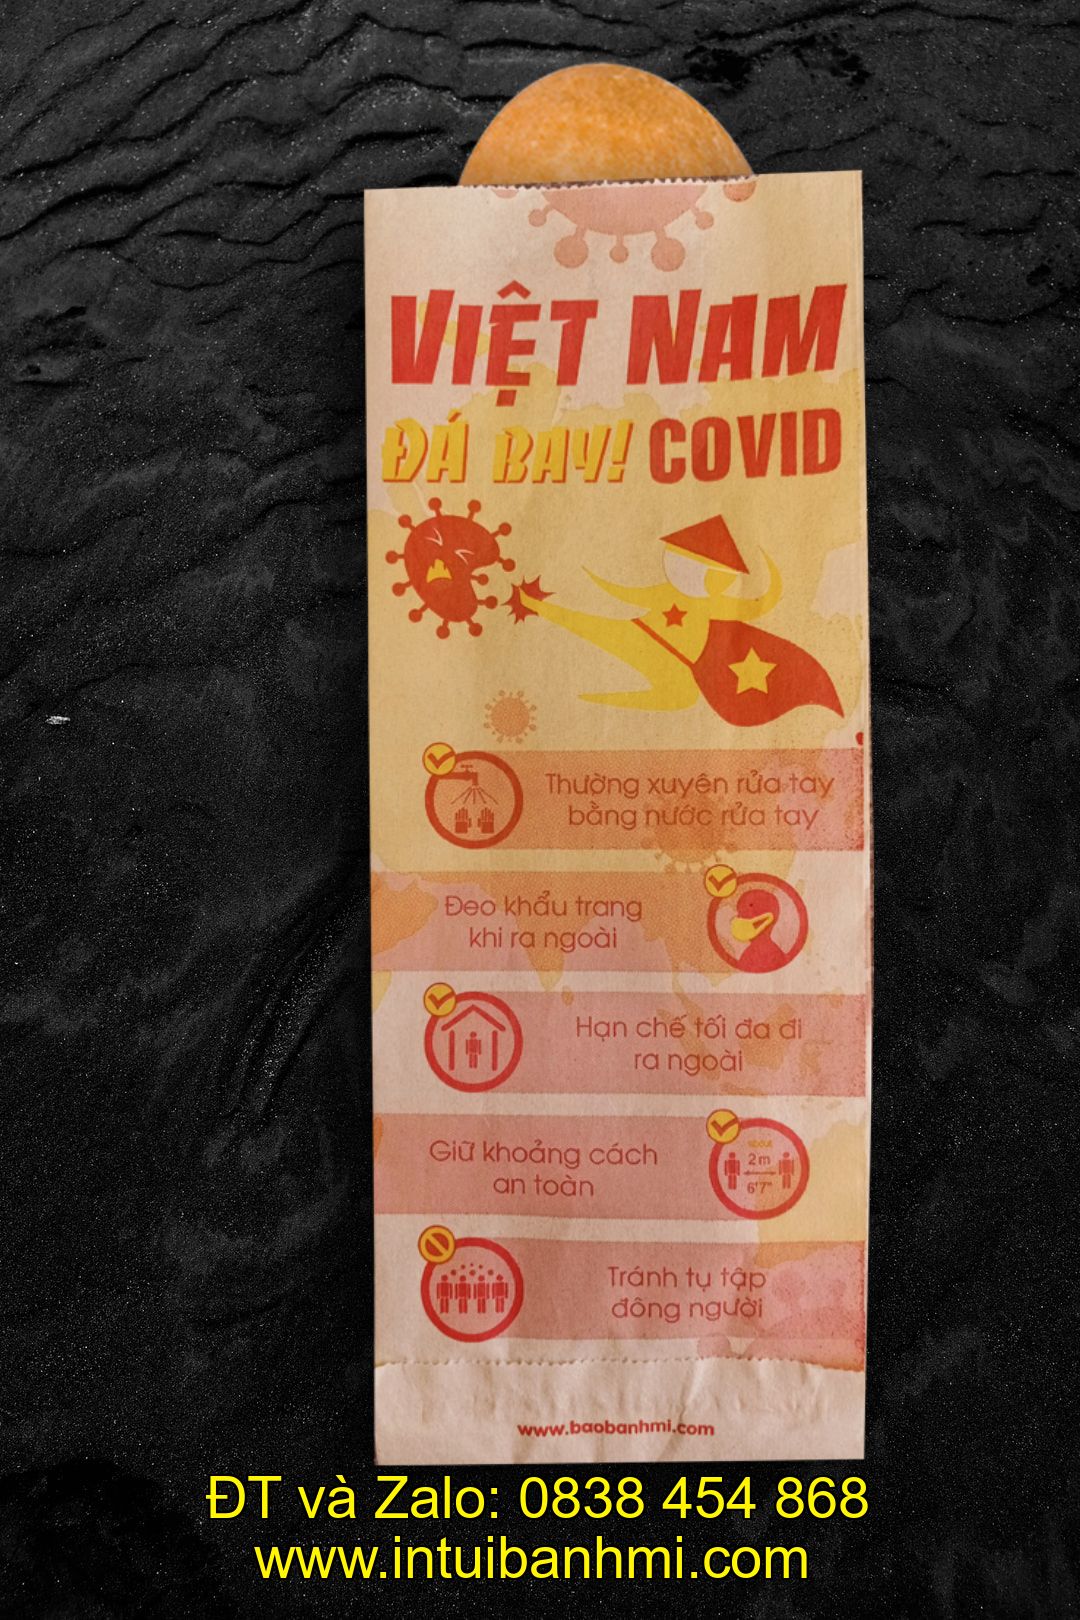 VIỆT NAM
ĐÁ BAY! COVID
Thường xuyên rửa tay
bằng nước rửa tay
Đeo khẩu trang
khi ra ngoài
Hạn chế tối đa đi
ra ngoài
Giữ khoảng cách
an toàn
about
2m
6'7"
Tránh tụ tập
đông người
www.baobanhmi.com
ĐT và Zalo: 0838 454 868
www.intuibanhmi.com